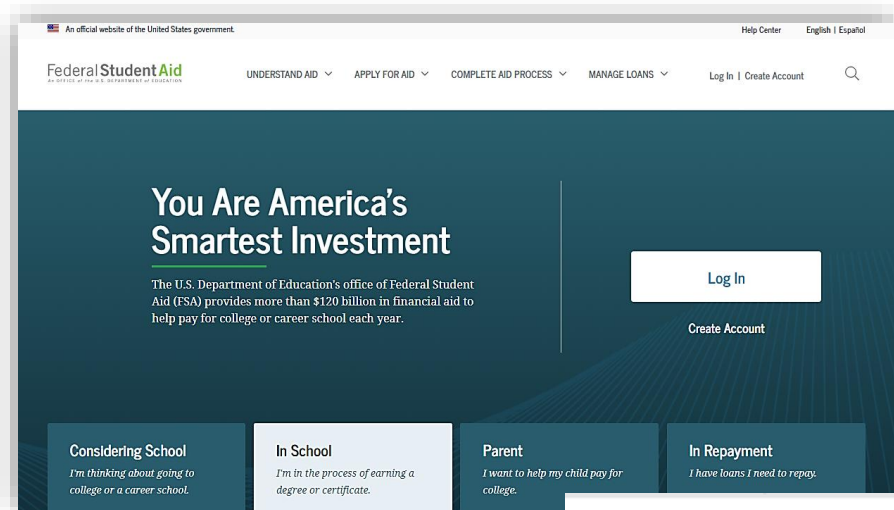 An official website of the United States government.
Help Center English | Español
Federal Student Aid
An OFFICE of the U.S. DEPARTMENT of EDUCATION
UNDERSTAND AID APPLY FOR AID COMPLETE AID PROCESS MANAGE LOANS Log In | Create Account
You Are America's
Smartest Investment
The U.S. Department of Education's office of Federal Student
Aid (FSA) provides more than $120 billion in financial aid to
help pay for college or career school each year.
Log In
Create Account
Considering School
I'm thinking about going to
college or a career school.
In School
I'm in the process of earning a
degree or certificate.
Parent
I want to help my child pay for
college.
In Repayment
I have loans I need to repay.